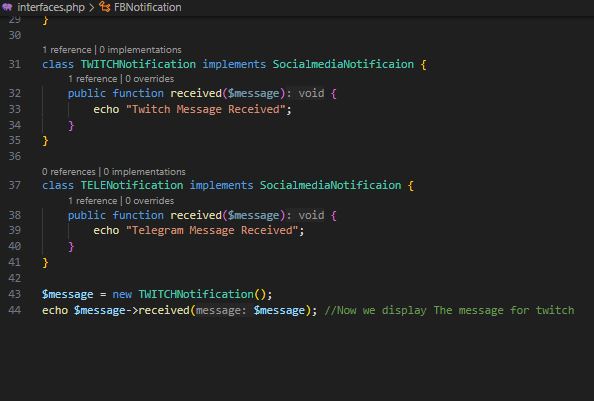 interfaces.php > FBNotification
29 }
30
1 reference | 0 implementations
31 class TWITCHNotification implements SocialmediaNotificaion {
1 reference | 0 overrides
32 public function received($message): void {
33 echo "Twitch Message Received";
34 }
35 }
36
0 references | 0 implementations
37 class TELENotification implements SocialmediaNotificaion {
1 reference | 0 overrides
38 public function received($message): void {
39 echo "Telegram Message Received";
40 }
41 }
42
43 $message = new TWITCHNotification();
44 echo $message->received(message: $message); //Now we display The message for twitch